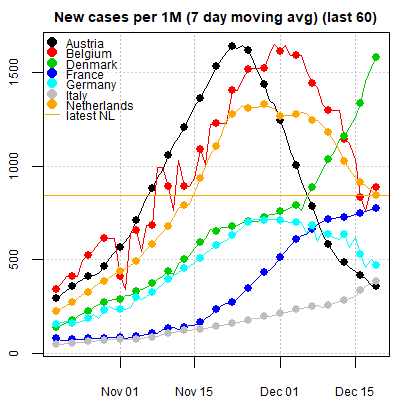 New cases per 1M (7 day moving avg) (last 60)
Austria
Belgium
Denmark
France
Germany
Italy
Netherlands
latest NL
1500
1000
500
0
Nov 01 Nov 15 Dec 01 Dec 15